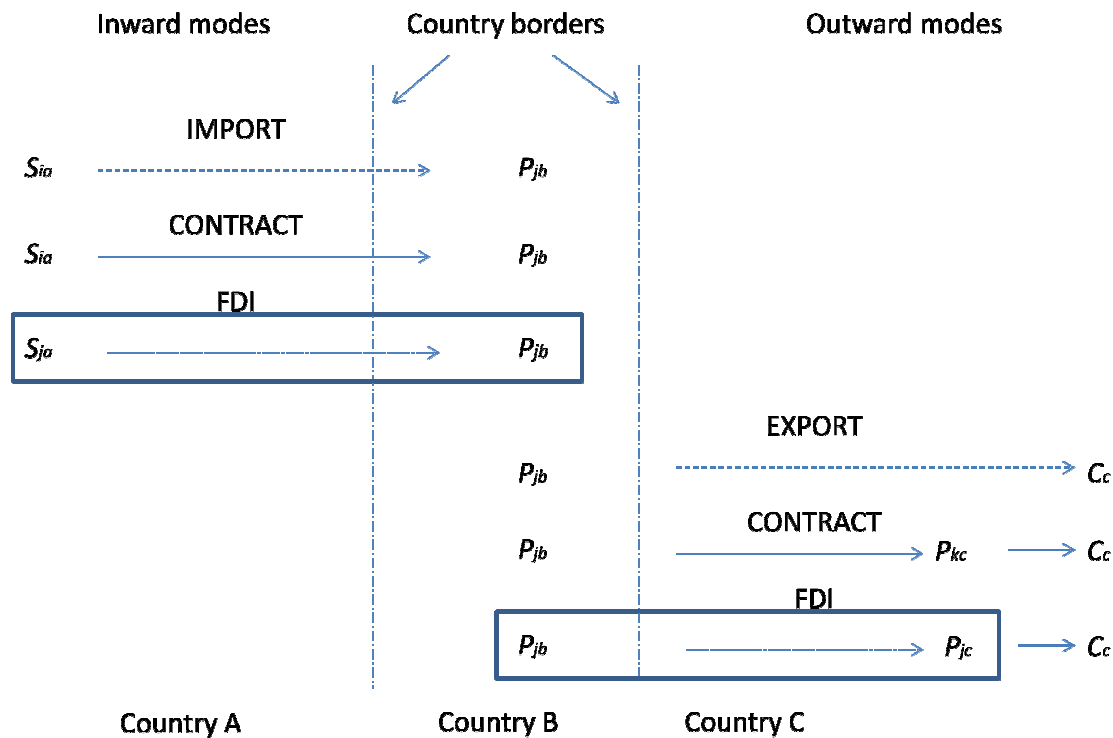 Inward modes Country borders Outward modes
IMPORT
Sia Pjb
CONTRACT
Sia Pjb
FDI
Sja Pjb
EXPORT
Pjb Cc
CONTRACT
Pjb Pkc Cc
FDI
Pjb Pjc Cc
Country A Country B Country C